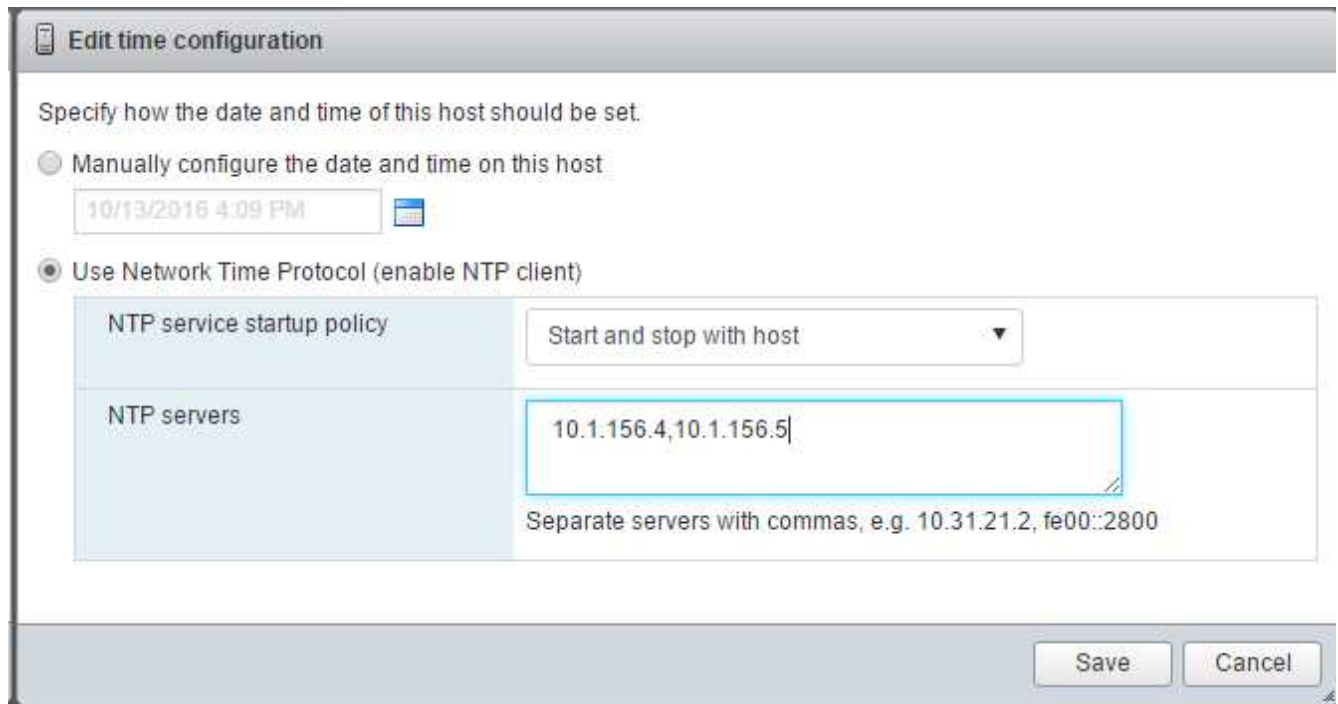 Edit time configuration
Specify how the date and time of this host should be set.
Manually configure the date and time on this host
10/13/2016 4:09 PM
Use Network Time Protocol (enable NTP client)
NTP service startup policy
Start and stop with host
NTP servers
10.1.156.4,10.1.156.5
Separate servers with commas, e.g. 10.31.21.2, fe00::2800
Save
Cancel